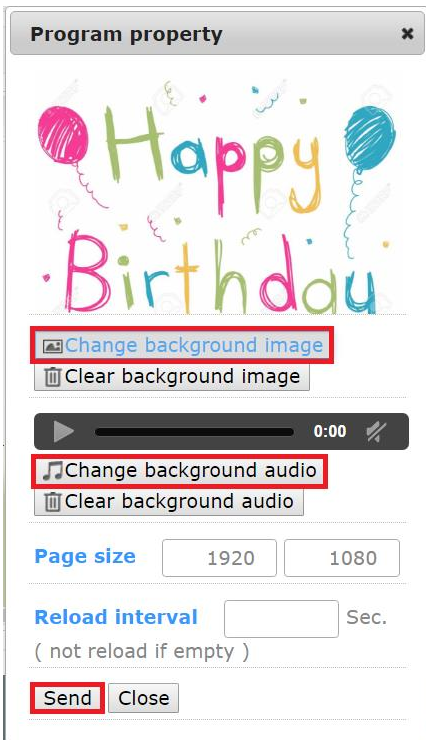 Program property
Happy
Birthday
Change background image
Clear background image
0:00
Change background audio
Clear background audio
Page size 1920 1080
Reload interval Sec.
( not reload if empty )
Send Close